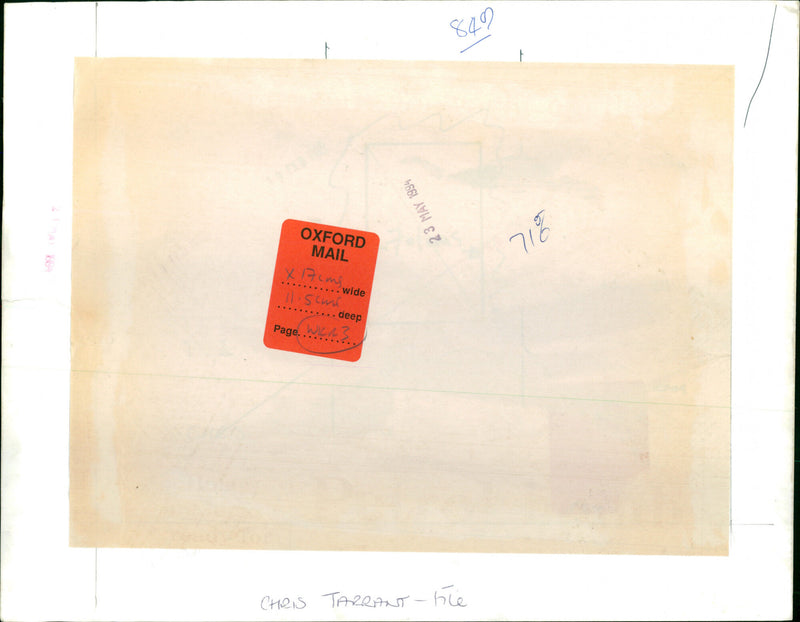 849
23 MAY 1994
OXFORD
MAIL
x 17cms wide
11.5cms deep
Page
CHRIS TARRANT - FILE